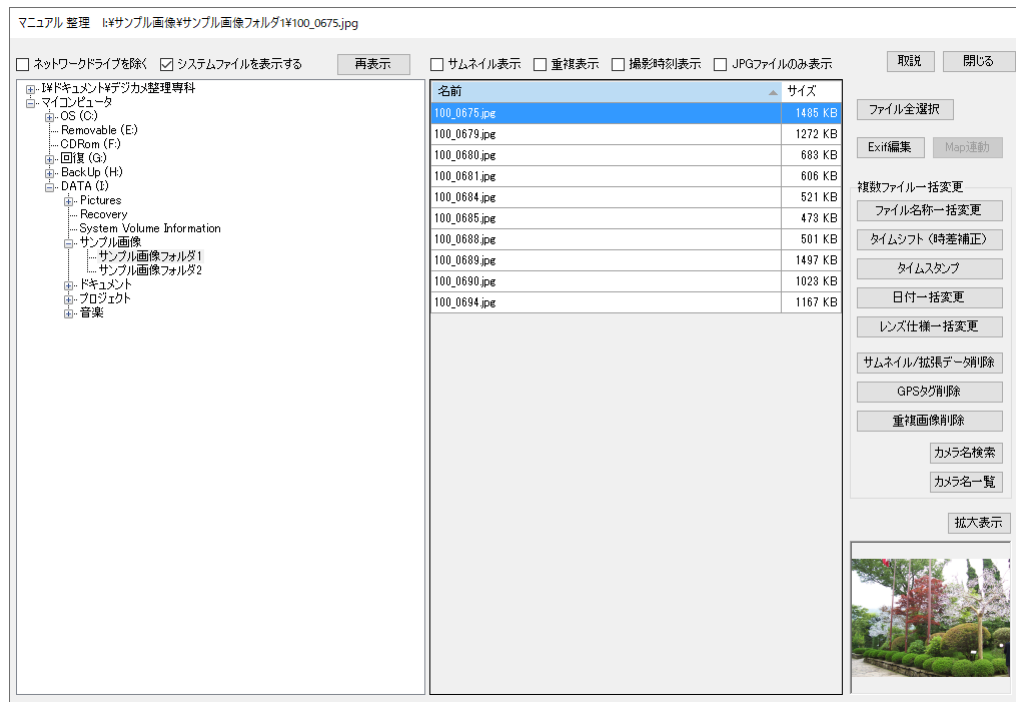 マニュアル 整理 I:¥サンプル画像¥サンプル画像フォルダ1¥100_0675.jpg
ネットワークドライブを除く システムファイルを表示する 再表示 サムネイル表示 重複表示 撮影時刻表示 JPGファイルのみ表示 取説 閉じる
I¥ドキュメント¥デジカメ整理専科
マイコンピュータ
OS (C:)
Removable (E:)
CDRom (F:)
回復 (G:)
BackUp (H:)
DATA (I:)
Pictures
Recovery
System Volume Information
サンプル画像
サンプル画像フォルダ1
サンプル画像フォルダ2
ドキュメント
プロジェクト
音楽
名前 サイズ
100_0675.jpg 1485 KB
100_0679.jpg 1272 KB
100_0680.jpg 683 KB
100_0681.jpg 606 KB
100_0684.jpg 521 KB
100_0685.jpg 473 KB
100_0688.jpg 501 KB
100_0689.jpg 1497 KB
100_0690.jpg 1023 KB
100_0694.jpg 1167 KB
ファイル全選択
Exif編集 Map連動
複数ファイル一括変更
ファイル名称一括変更
タイムシフト (時差補正)
タイムスタンプ
日付一括変更
レンズ仕様一括変更
サムネイル/拡張データ削除
GPSタグ削除
重複画像削除
カメラ名検索
カメラ名一覧
拡大表示